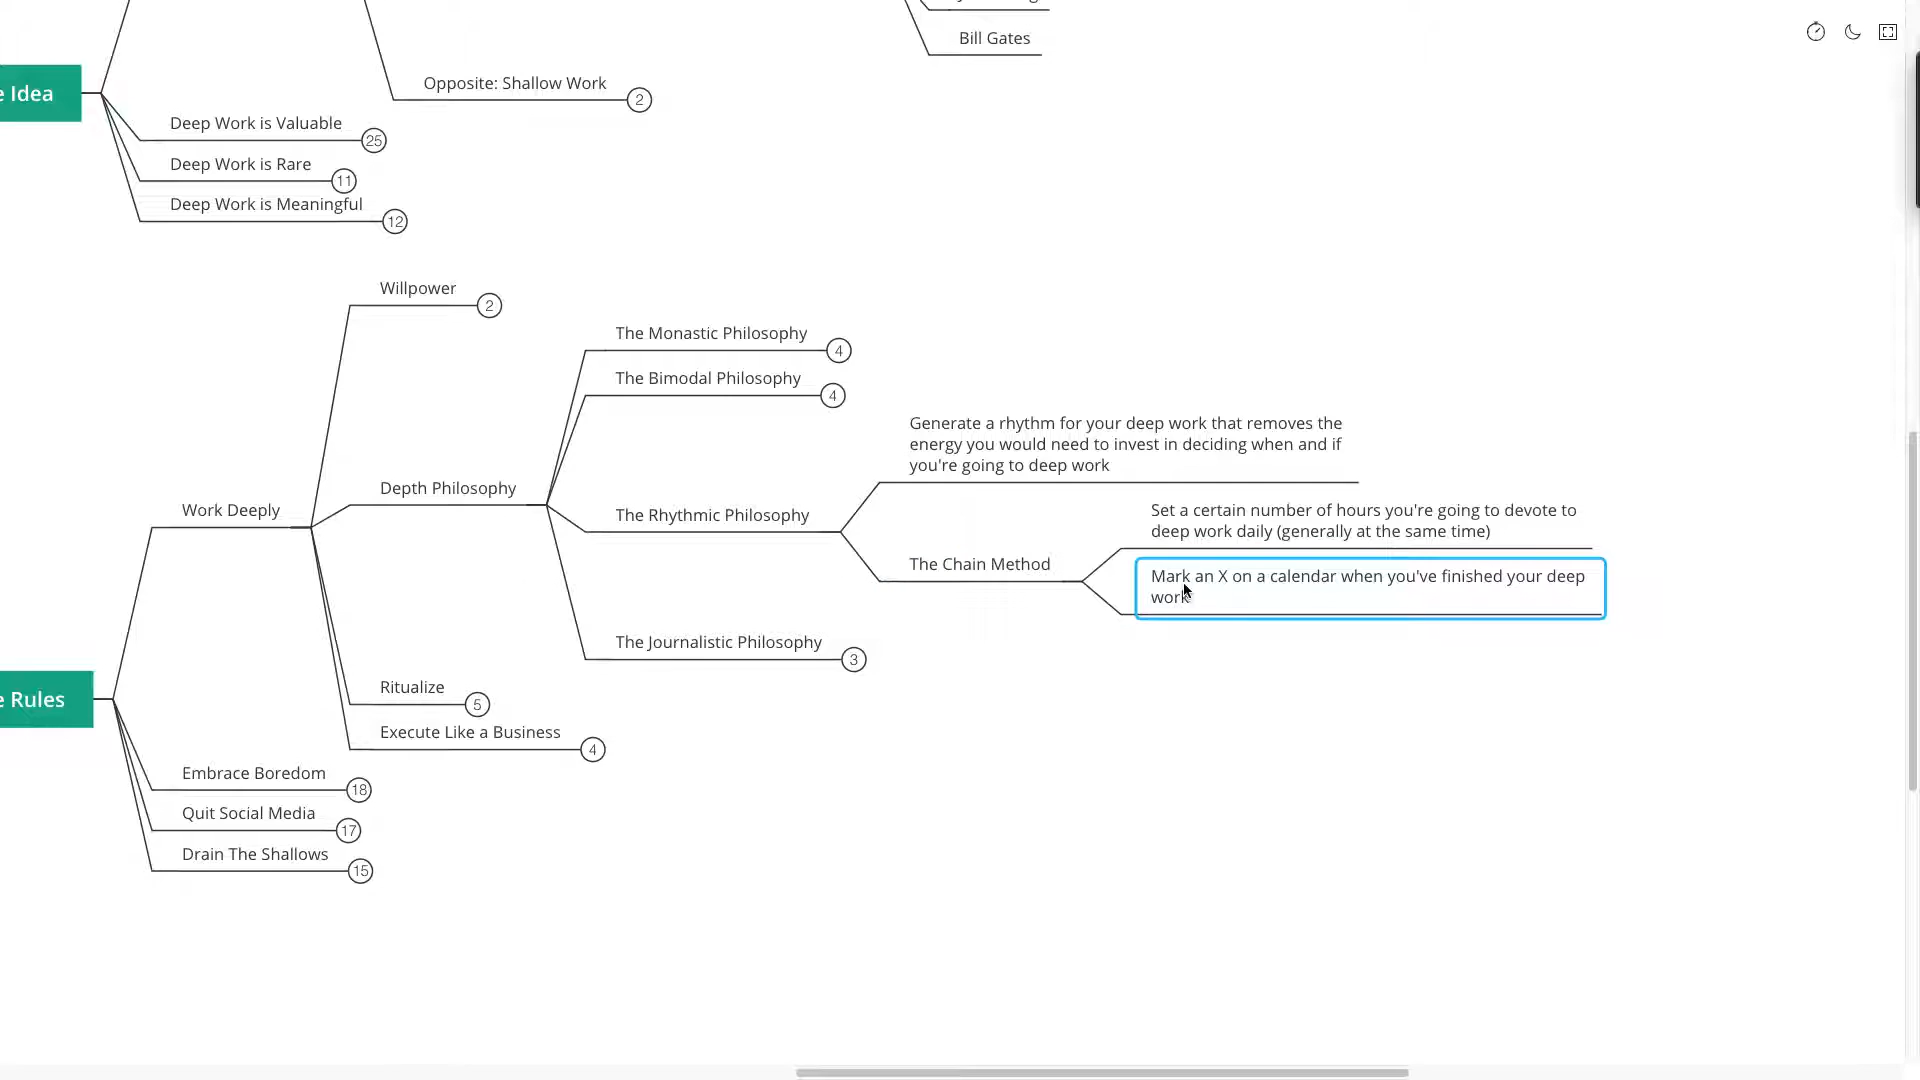 Bill Gates
e Idea
Opposite: Shallow Work
2
Deep Work is Valuable
25
Deep Work is Rare
11
Deep Work is Meaningful
12
Willpower
2
The Monastic Philosophy
4
The Bimodal Philosophy
4
Generate a rhythm for your deep work that removes the
energy you would need to invest in deciding when and if
you're going to deep work
Depth Philosophy
Work Deeply
The Rhythmic Philosophy
Set a certain number of hours you're going to devote to
deep work daily (generally at the same time)
The Chain Method
Mark an X on a calendar when you've finished your deep
work
The Journalistic Philosophy
3
Ritualize
5
e Rules
Execute Like a Business
4
Embrace Boredom
18
Quit Social Media
17
Drain The Shallows
15